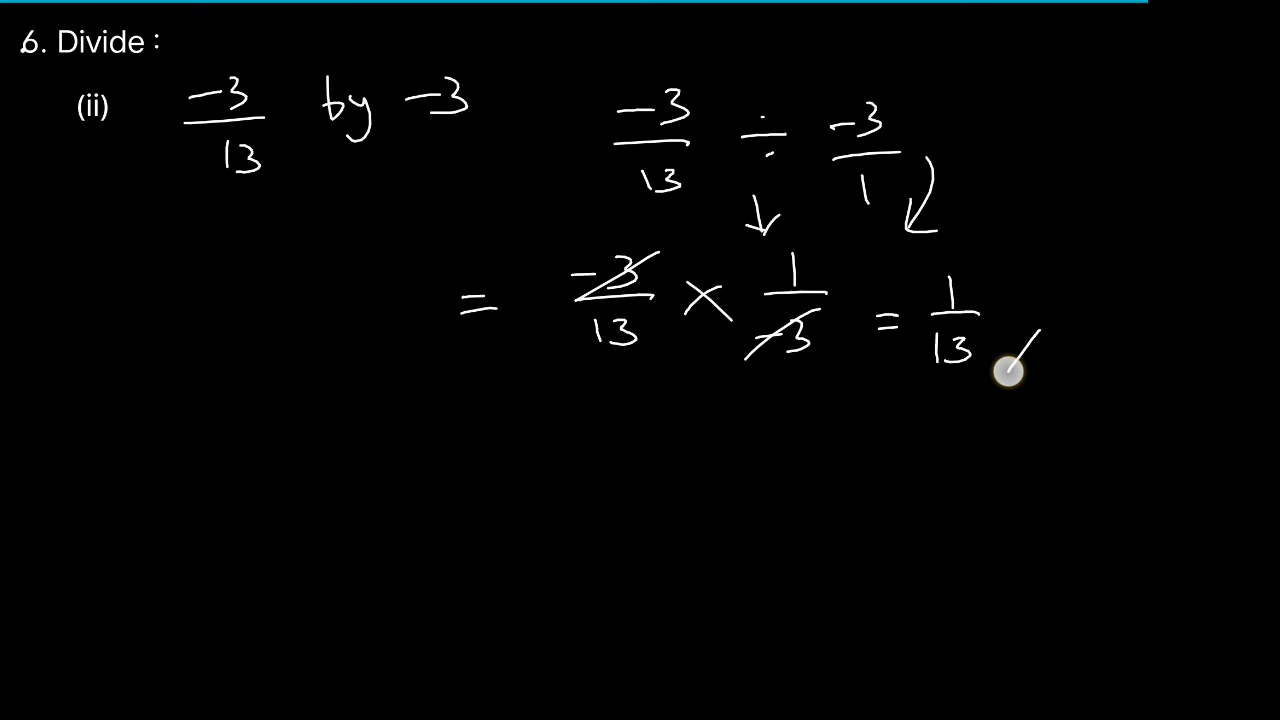 6. Divide :
(ii) -3/13 by -3
-3/13 ÷ -3/1
= -3/13 × 1/-3 = 1/13